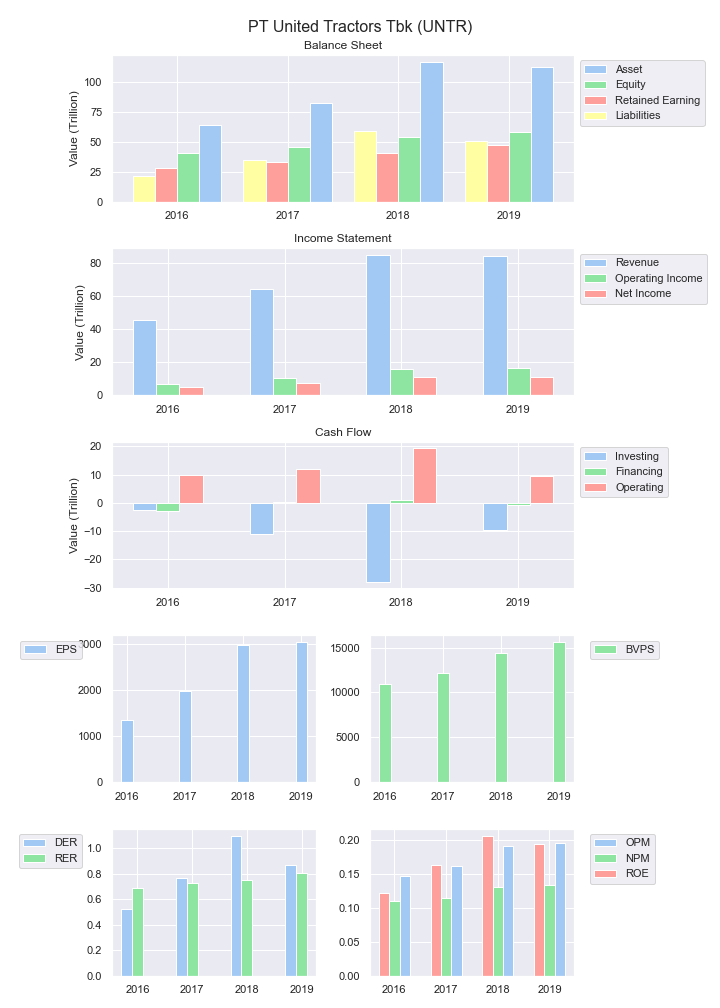 PT United Tractors Tbk (UNTR)
Balance Sheet
Value (Trillion)
100
75
50
25
0
2016 2017 2018 2019
Asset
Equity
Retained Earning
Liabilities
Income Statement
Value (Trillion)
80
60
40
20
0
2016 2017 2018 2019
Revenue
Operating Income
Net Income
Cash Flow
Value (Trillion)
20
10
0
−10
−20
−30
2016 2017 2018 2019
Investing
Financing
Operating
EPS
3000
2000
1000
0
2016 2017 2018 2019
15000
10000
5000
0
2016 2017 2018 2019
BVPS
DER
RER
1.0
0.8
0.6
0.4
0.2
0.0
2016 2017 2018 2019
0.20
0.15
0.10
0.05
0.00
2016 2017 2018 2019
OPM
NPM
ROE